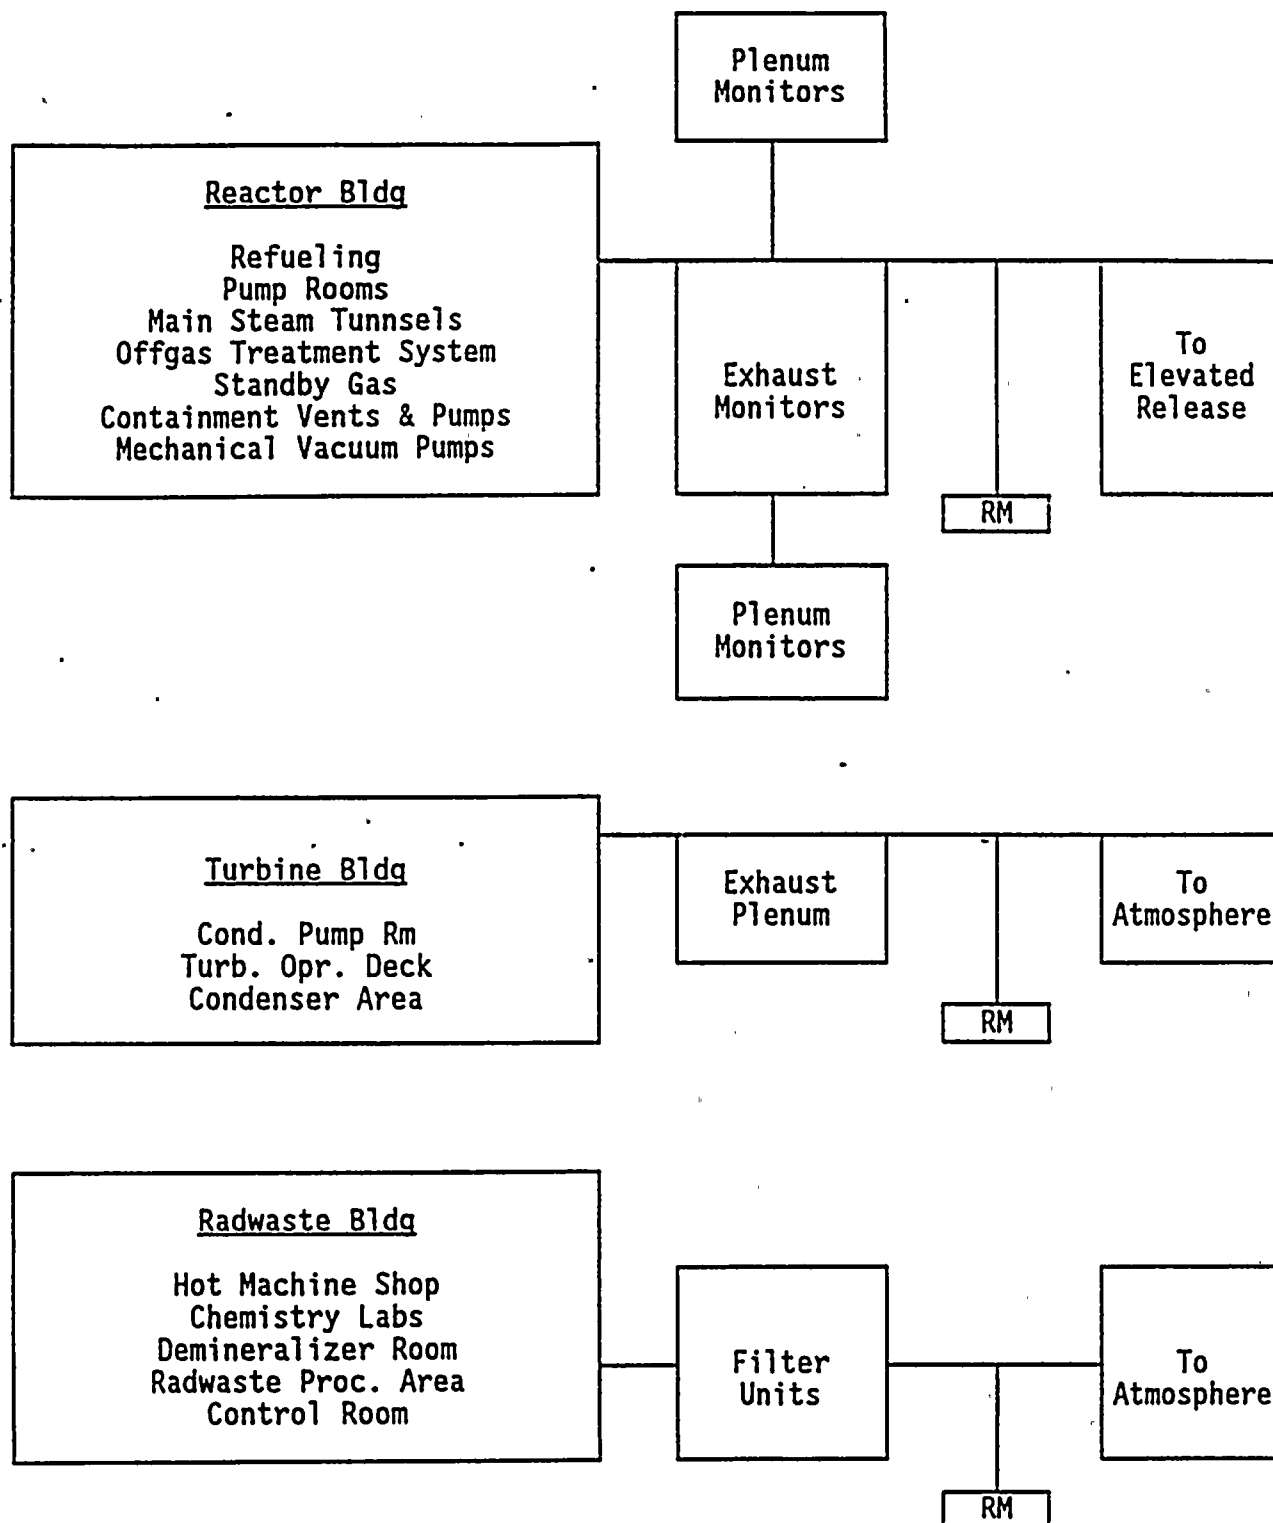 Plenum
Monitors
Reactor Bldg
Refueling
Pump Rooms
Main Steam Tunnsels
Offgas Treatment System
Standby Gas
Containment Vents & Pumps
Mechanical Vacuum Pumps
Exhaust
Monitors
To
Elevated
Release
RM
Plenum
Monitors
Turbine Bldg
Cond. Pump Rm
Turb. Opr. Deck
Condenser Area
Exhaust
Plenum
To
Atmosphere
RM
Radwaste Bldg
Hot Machine Shop
Chemistry Labs
Demineralizer Room
Radwaste Proc. Area
Control Room
Filter
Units
To
Atmosphere
RM